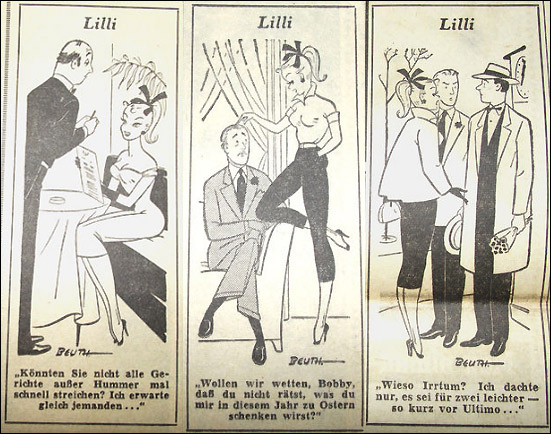 Lilli
BEUTH
„Könnten Sie nicht alle Ge-
richte außer Hummer mal
schnell streichen? Ich erwarte
gleich jemanden . . .“
Lilli
BEUTH
„Wollen wir wetten, Bobby,
daß du nicht rätst, was du
mir in diesem Jahr zu Ostern
schenken wirst?“
Lilli
BEUTH
„Wieso Irrtum? Ich dachte
nur, es sei für zwei leichter —
so kurz vor Ultimo . . .“